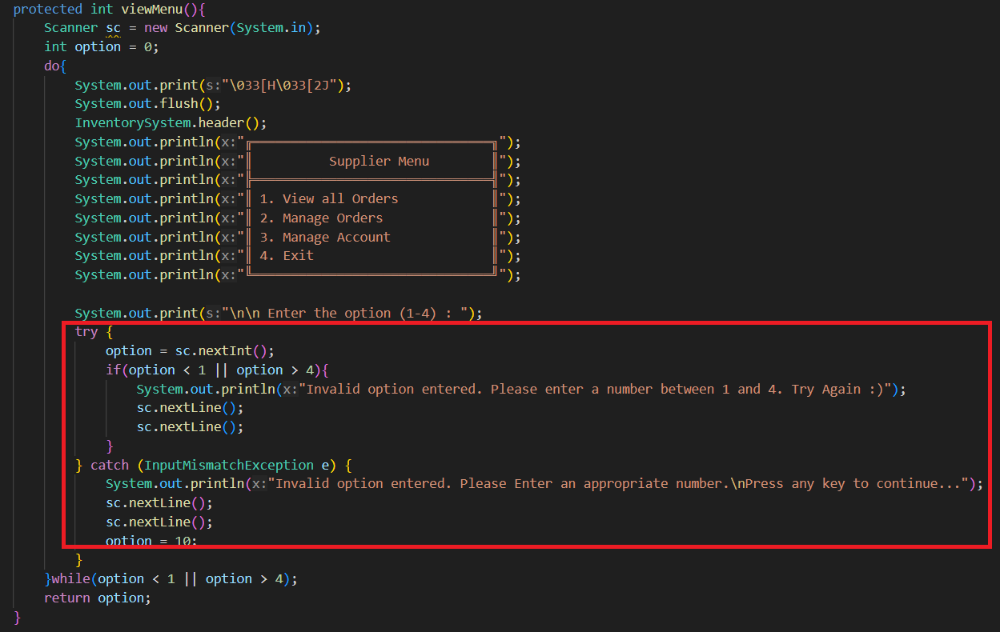 protected int viewMenu(){
Scanner sc = new Scanner(System.in);
int option = 0;
do{
System.out.print(s:"\033[H\033[2J");
System.out.flush();
InventorySystem.header();
System.out.println(x:"╔════════════════════════════════╗");
System.out.println(x:"║          Supplier Menu         ║");
System.out.println(x:"╠════════════════════════════════╣");
System.out.println(x:"║ 1. View all Orders             ║");
System.out.println(x:"║ 2. Manage Orders               ║");
System.out.println(x:"║ 3. Manage Account              ║");
System.out.println(x:"║ 4. Exit                        ║");
System.out.println(x:"╚════════════════════════════════╝");
System.out.print(s:"\n\n Enter the option (1-4) : ");
try {
option = sc.nextInt();
if(option < 1 || option > 4){
System.out.println(x:"Invalid option entered. Please enter a number between 1 and 4. Try Again :)");
sc.nextLine();
sc.nextLine();
}
} catch (InputMismatchException e) {
System.out.println(x:"Invalid option entered. Please Enter an appropriate number.\nPress any key to continue...");
sc.nextLine();
sc.nextLine();
option = 10;
}
}while(option < 1 || option > 4);
return option;
}